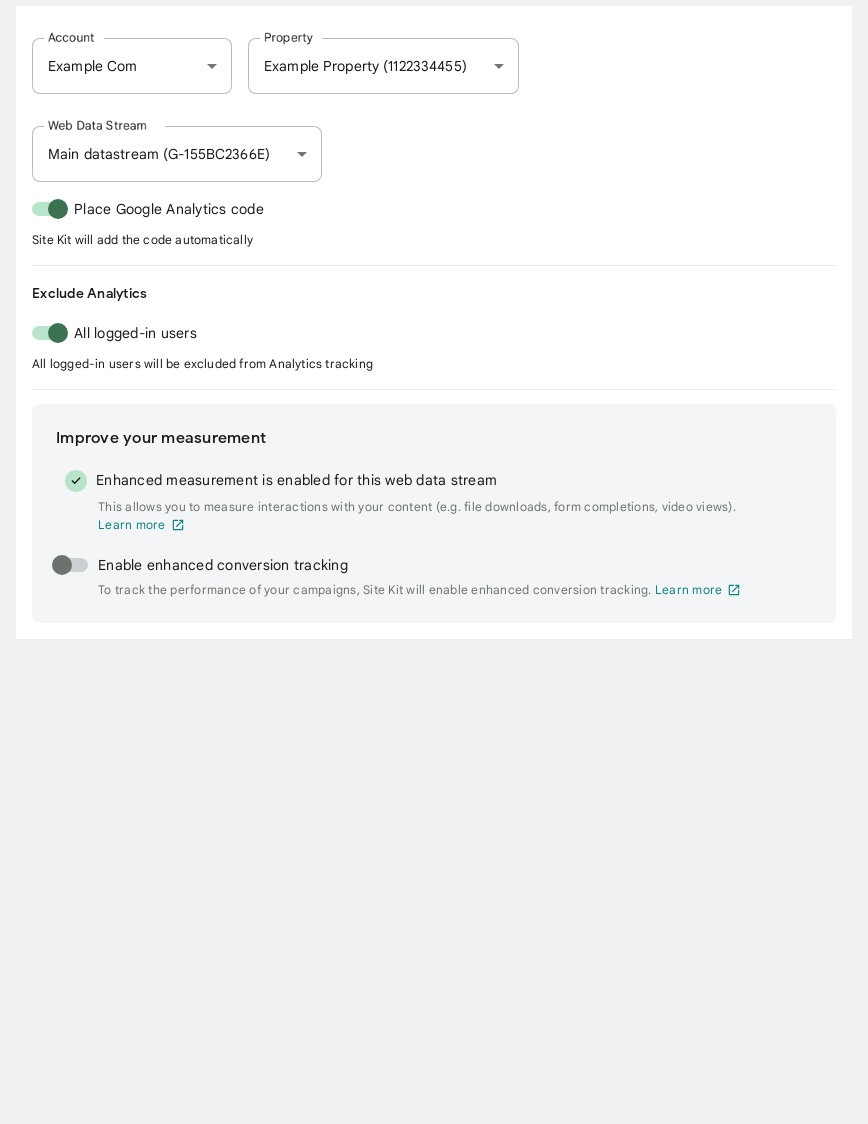 Account
Property
Example Com
Example Property (1122334455)
Web Data Stream
Main datastream (G-155BC2366E)
Place Google Analytics code
Site Kit will add the code automatically
Exclude Analytics
All logged-in users
All logged-in users will be excluded from Analytics tracking
Improve your measurement
Enhanced measurement is enabled for this web data stream
This allows you to measure interactions with your content (e.g. file downloads, form completions, video views).
Learn more
Enable enhanced conversion tracking
To track the performance of your campaigns, Site Kit will enable enhanced conversion tracking. Learn more